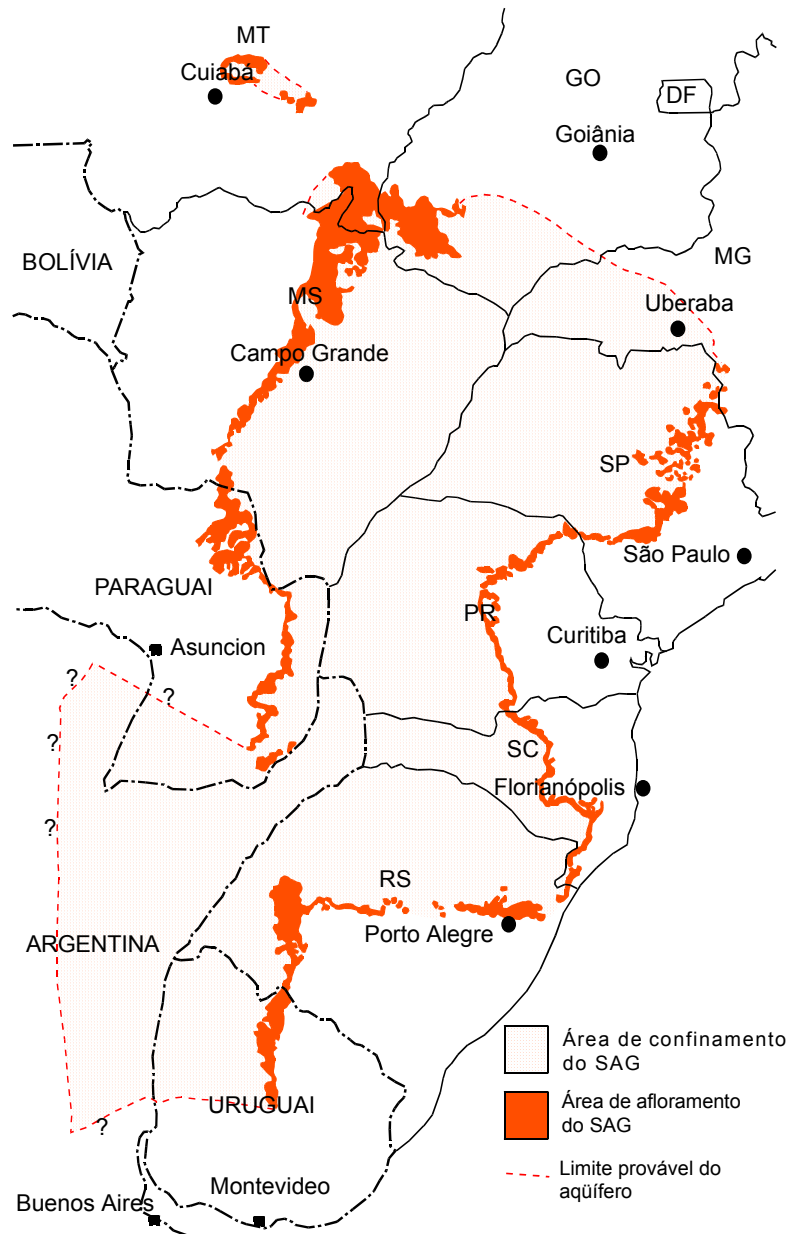 MT
Cuiabá
GO
DF
Goiânia
BOLÍVIA
MG
MS
Uberaba
Campo Grande
SP
São Paulo
PARAGUAI
PR
Asuncion
Curitiba
?
?
?
SC
Florianópolis
?
RS
Porto Alegre
ARGENTINA
Área de confinamento
do SAG
URUGUAI
Área de afloramento
do SAG
?
Limite provável do
aqüífero
Buenos Aires
Montevideo